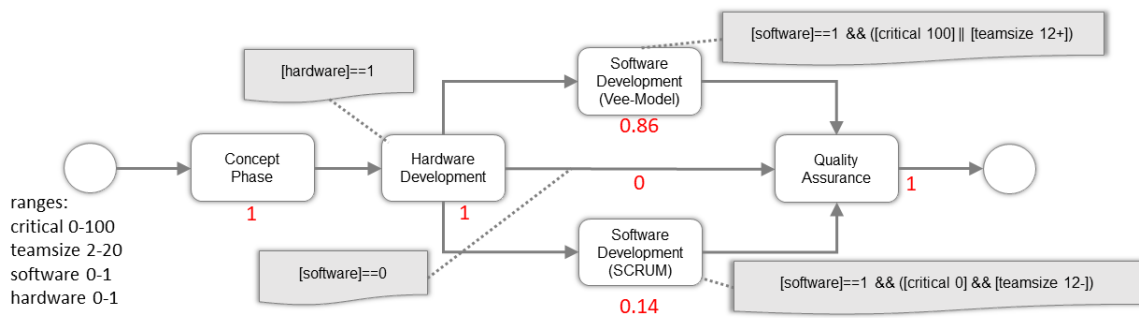 [software]==1 && ([critical 100] || [teamsize 12+])
[hardware]==1
Software
Development
(Vee-Model)
0.86
Concept
Phase
1
Hardware
Development
1
0
Quality
Assurance
1
ranges:
critical 0-100
teamsize 2-20
software 0-1
hardware 0-1
[software]==0
Software
Development
(SCRUM)
0.14
[software]==1 && ([critical 0] && [teamsize 12-])